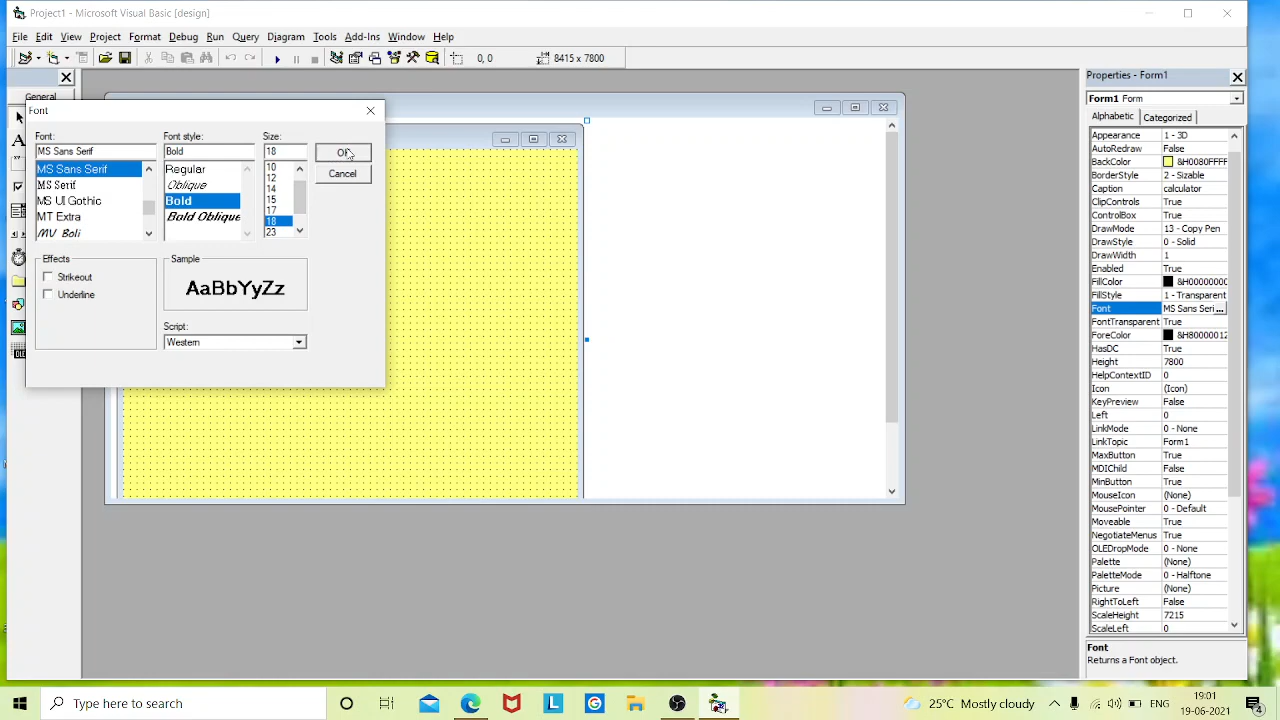 Project1 - Microsoft Visual Basic [design]
File Edit View Project Format Debug Run Query Diagram Tools Add-Ins Window Help
0, 0 8415 x 7800
General
Font
Font: Font style: Size:
MS Sans Serif Bold 18
MS Sans Serif
MS Serif
MS UI Gothic
MT Extra
MV Boli
Regular
Oblique
Bold
Bold Oblique
10
12
14
15
17
18
23
OK
Cancel
Effects
Strikeout
Underline
Sample
AaBbYyZz
Script:
Western
A
OLE
Properties - Form1
Form1 Form
Alphabetic Categorized
Appearance 1 - 3D
AutoRedraw False
BackColor &H0080FFFF
BorderStyle 2 - Sizable
Caption calculator
ClipControls True
ControlBox True
DrawMode 13 - Copy Pen
DrawStyle 0 - Solid
DrawWidth 1
Enabled True
FillColor &H00000000
FillStyle 1 - Transparent
Font MS Sans Seri ...
FontTransparent True
ForeColor &H80000012
HasDC True
Height 7800
HelpContextID 0
Icon (Icon)
KeyPreview False
Left 0
LinkMode 0 - None
LinkTopic Form1
MaxButton True
MDIChild False
MinButton True
MouseIcon (None)
MousePointer 0 - Default
Moveable True
NegotiateMenus True
OLEDropMode 0 - None
Palette (None)
PaletteMode 0 - Halftone
Picture (None)
RightToLeft False
ScaleHeight 7215
ScaleLeft 0
Font
Returns a Font object.
Type here to search
L
G
25°C Mostly cloudy
ENG
19:01
19-06-2021
4